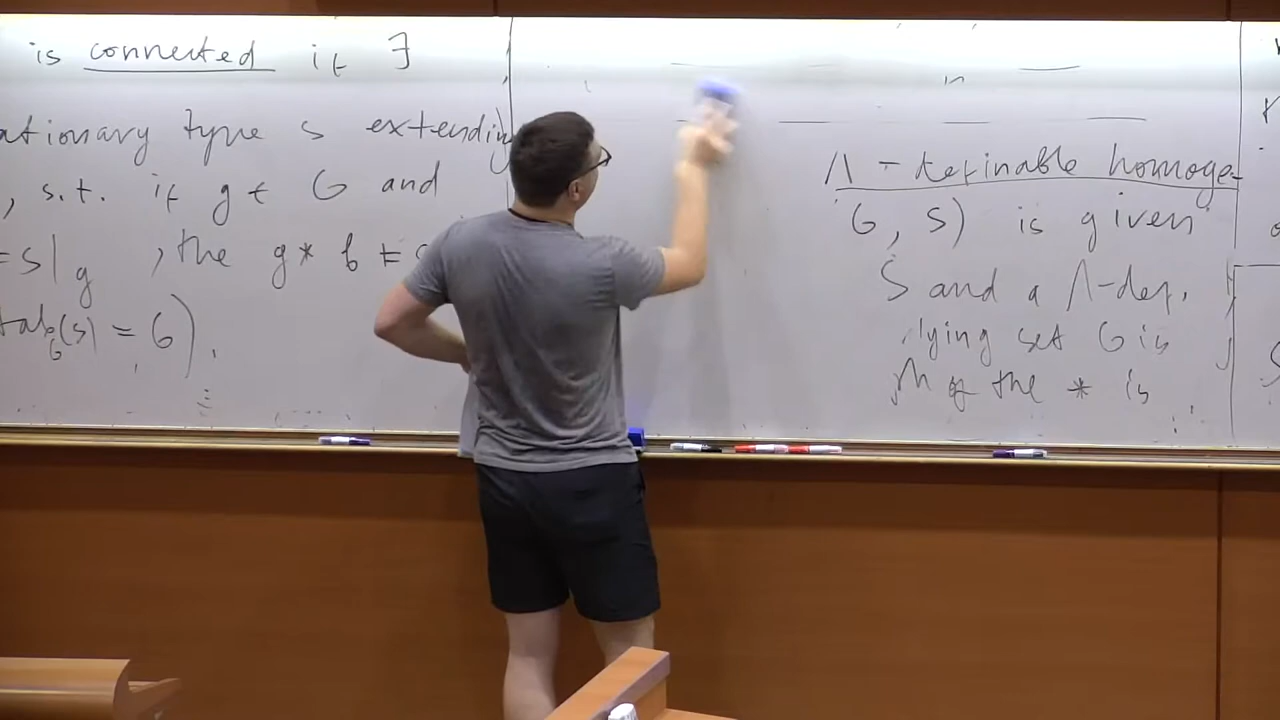 is connected if ∃
ationary type s extending
, s.t. if g ∈ G and
= s|g , the g * b ⊨
tab_G(s) = G).
Λ-definable homoge-
G, S) is given
S and a Λ-def.
lying set G is
of the * is